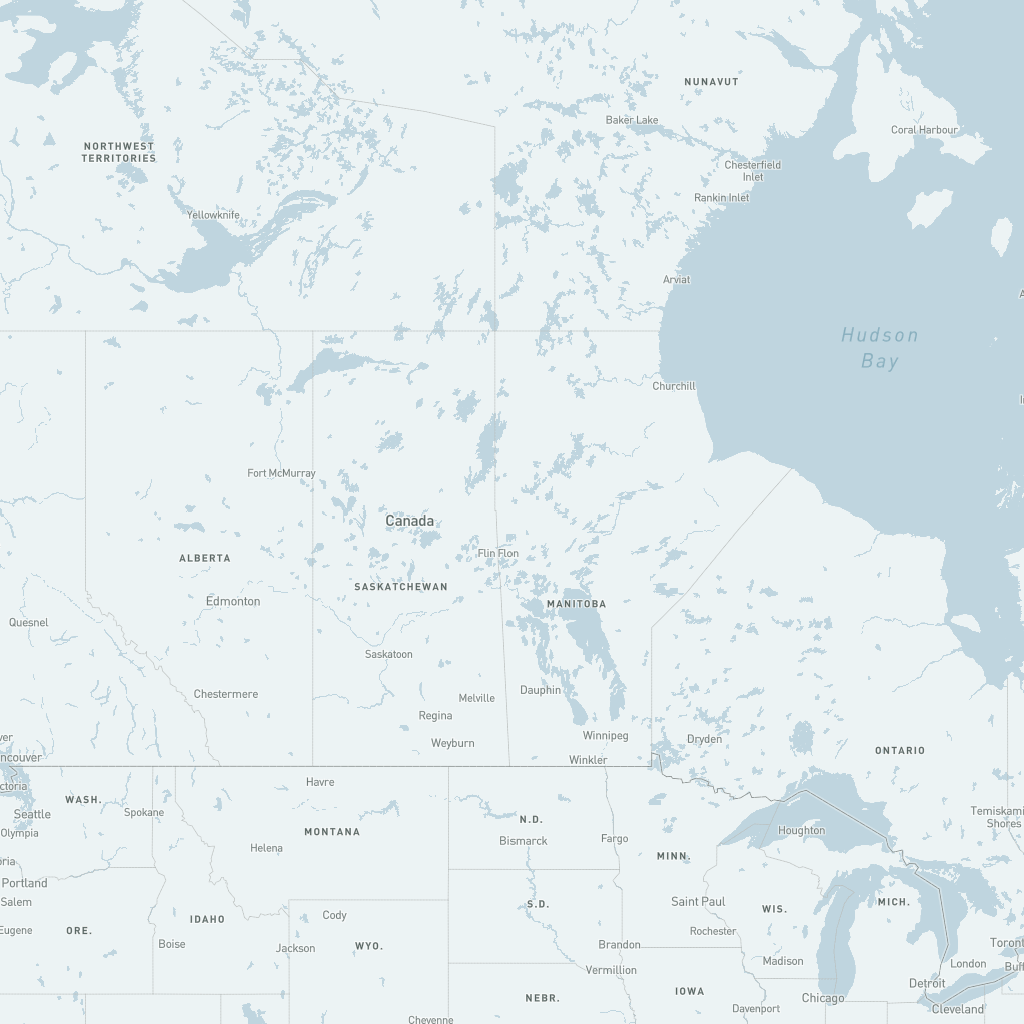 NUNAVUT
Baker Lake
Coral Harbour
NORTHWEST
TERRITORIES
Chesterfield
Inlet
Rankin Inlet
Yellowknife
Arviat
Hudson
Bay
Churchill
Fort McMurray
Canada
Flin Flon
ALBERTA
SASKATCHEWAN
Edmonton
MANITOBA
Quesnel
Saskatoon
Chestermere
Dauphin
Melville
Regina
Winnipeg
Weyburn
Dryden
ONTARIO
ncouver
Winkler
Havre
ctoria
WASH.
Spokane
Seattle
Temiskami
Shores
N.D.
Olympia
MONTANA
Houghton
Bismarck
Fargo
Helena
MINN.
Portland
Salem
Saint Paul
MICH.
S.D.
WIS.
IDAHO
Cody
Eugene
ORE.
Rochester
Boise
Jackson
WYO.
Brandon
Toront
Madison
London
Buff
Vermillion
Detroit
IOWA
NEBR.
Chicago
Davenport
Cleveland
Cheyenne